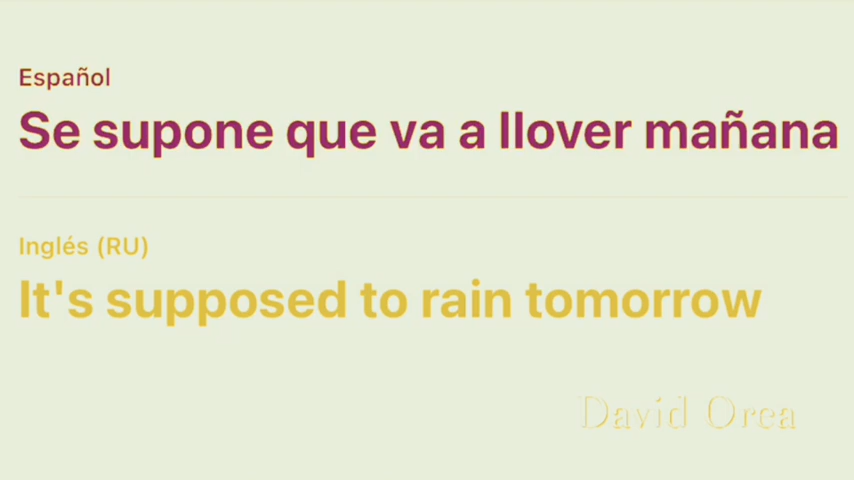 Español
Se supone que va a llover mañana
Inglés (RU)
It's supposed to rain tomorrow
David Orea